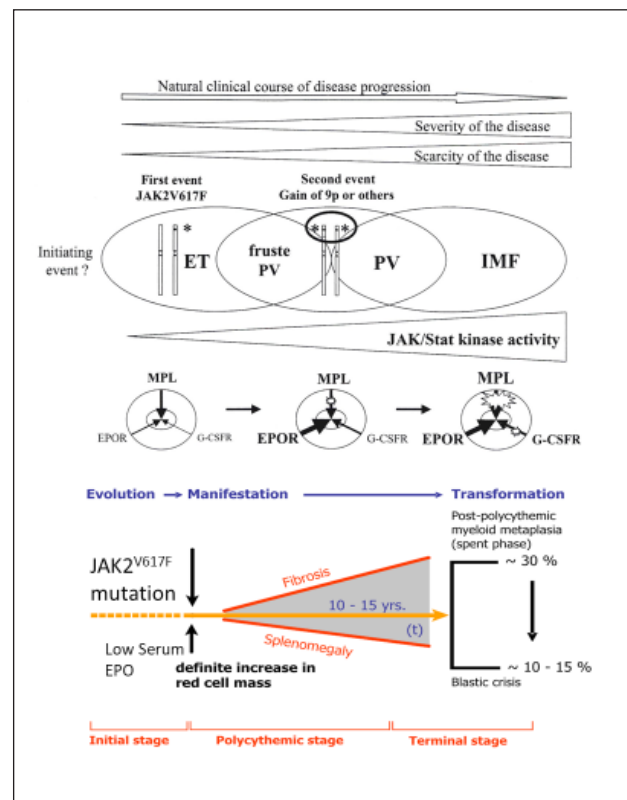 Natural clinical course of disease progression
Severity of the disease
Scarcity of the disease
First event
JAK2V617F
Second event
Gain of 9p or others
Initiating
event ?
* ET
fruste
PV
* *
PV
IMF
JAK/Stat kinase activity
MPL
EPOR
G-CSFR
MPL
EPOR
G-CSFR
MPL
EPOR
G-CSFR
Evolution
Manifestation
Transformation
Post-polycythemic
myeloid metaplasia
(spent phase)
~ 30 %
JAK2V617F
mutation
Fibrosis
10 - 15 yrs.
(t)
Splenomegaly
Low Serum
EPO
definite increase in
red cell mass
~ 10 - 15 %
Blastic crisis
Initial stage
Polycythemic stage
Terminal stage